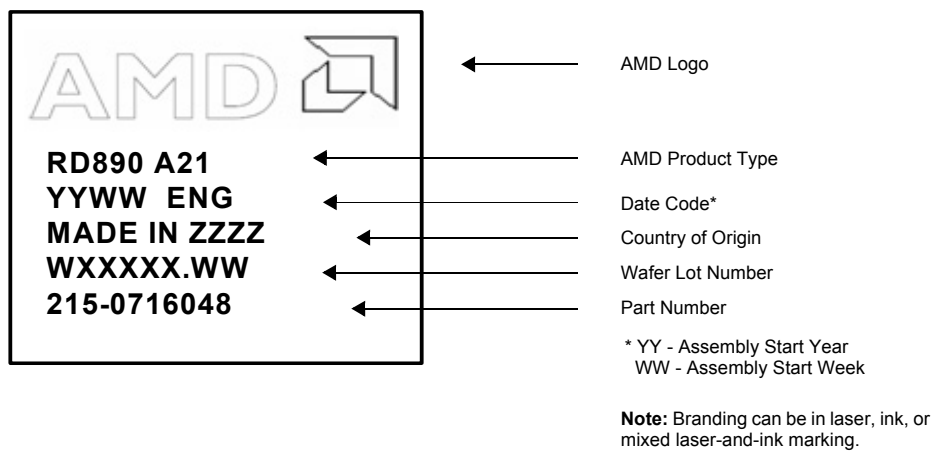 AMD
RD890 A21
YYWW ENG
MADE IN ZZZZ
WXXXXX.WW
215-0716048
AMD Logo
AMD Product Type
Date Code*
Country of Origin
Wafer Lot Number
Part Number
* YY - Assembly Start Year
WW - Assembly Start Week
Note: Branding can be in laser, ink, or
mixed laser-and-ink marking.